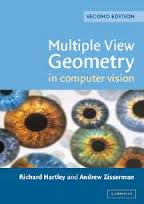 SECOND EDITION
Multiple View
Geometry
in computer vision
Richard Hartley and Andrew Zisserman
CAMBRIDGE